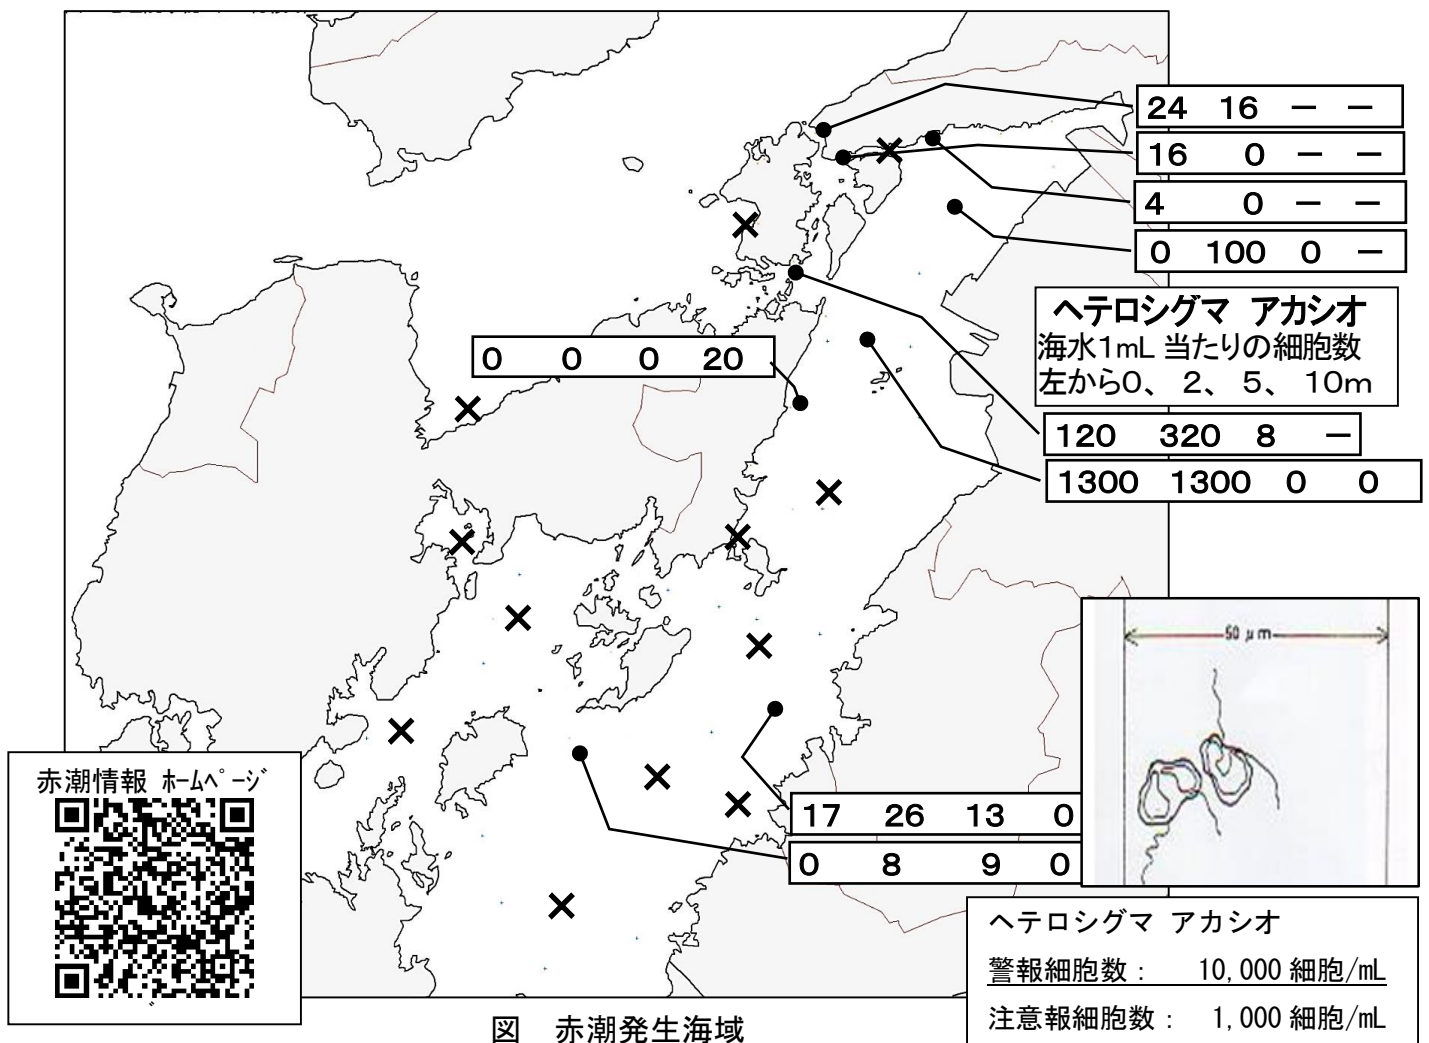 24 16 － －
16 0 － －
4 0 － －
0 100 0 －
ヘテロシグマ アカシオ
海水1mL 当たりの細胞数
左から0、 2、 5、 10m
0 0 0 20
120 320 8 －
1300 1300 0 0
50 μm
赤潮情報 ﾎｰﾑﾍﾟｰｼﾞ
17 26 13 0
0 8 9 0
ヘテロシグマ アカシオ
警報細胞数： 10,000 細胞/mL
注意報細胞数： 1,000 細胞/mL
図 赤潮発生海域